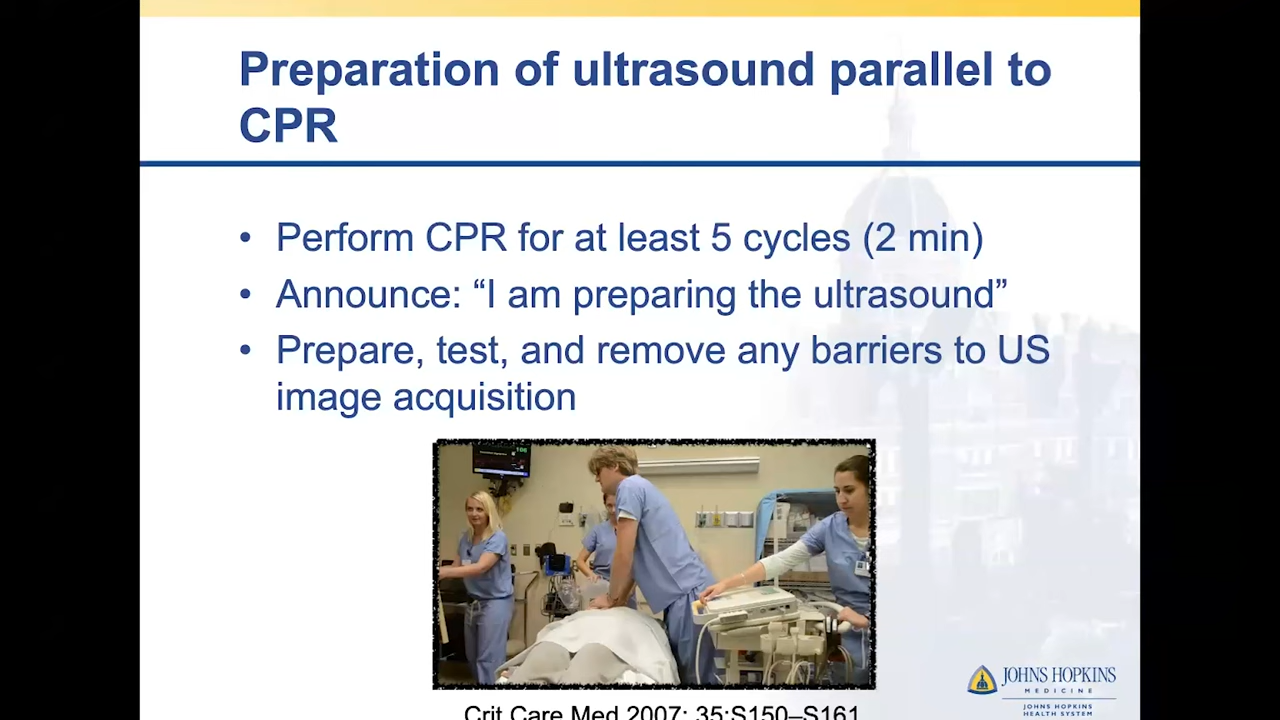 Preparation of ultrasound parallel to
CPR
• Perform CPR for at least 5 cycles (2 min)
• Announce: “I am preparing the ultrasound”
• Prepare, test, and remove any barriers to US
image acquisition
JOHNS HOPKINS
MEDICINE
JOHNS HOPKINS
HEALTH SYSTEM
Crit Care Med 2007; 35:S150–S161